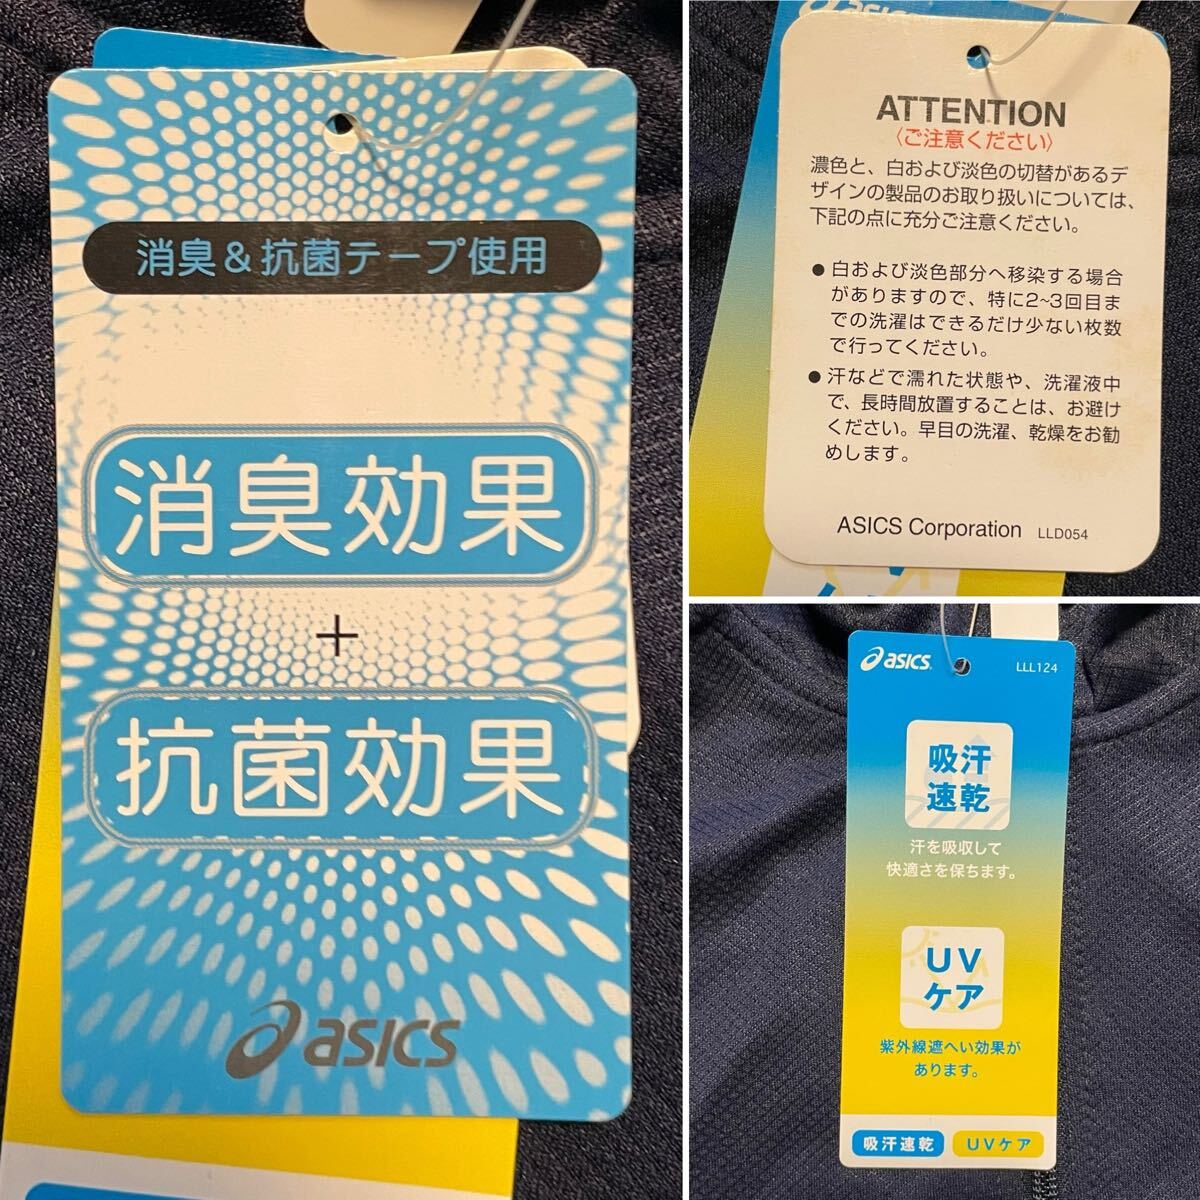 消臭＆抗菌テープ使用
消臭効果
＋
抗菌効果
asics
asics
ATTENTION
〈ご注意ください〉
濃色と、白および淡色の切替があるデ
ザインの製品のお取り扱いについては、
下記の点に充分ご注意ください。
● 白および淡色部分へ移染する場合
がありますので、特に2~3回目ま
での洗濯はできるだけ少ない枚数
で行ってください。
● 汗などで濡れた状態や、洗濯液中
で、長時間放置することは、お避け
ください。早目の洗濯、乾燥をお勧
めします。
ASICS Corporation LLD054
asics LLL124
吸汗
速乾
汗を吸収して
快適さを保ちます。
UV
ケア
紫外線遮へい効果が
あります。
吸汗速乾 UVケア